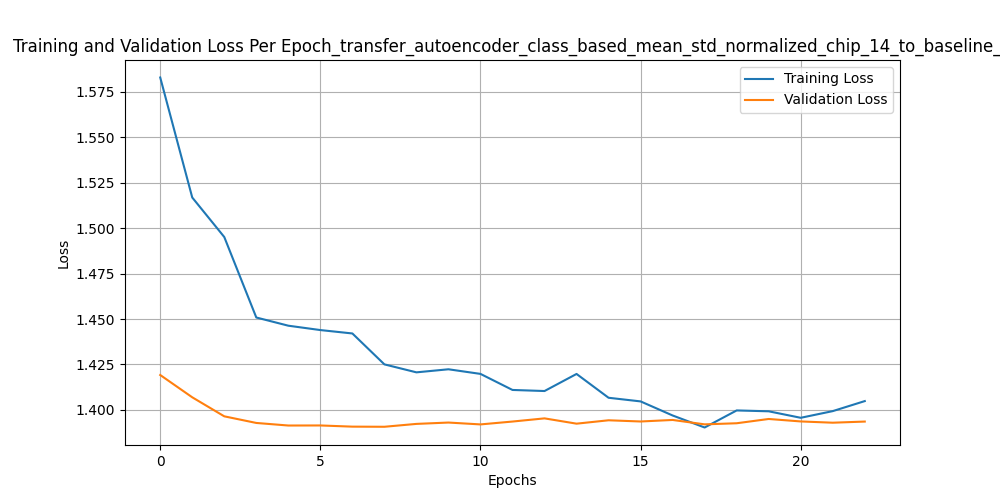 Training and Validation Loss Per Epoch_transfer_autoencoder_class_based_mean_std_normalized_chip_14_to_baseline_
Training Loss
Validation Loss
1.575
1.550
1.525
1.500
1.475
1.450
1.425
1.400
Loss
0 5 10 15 20
Epochs